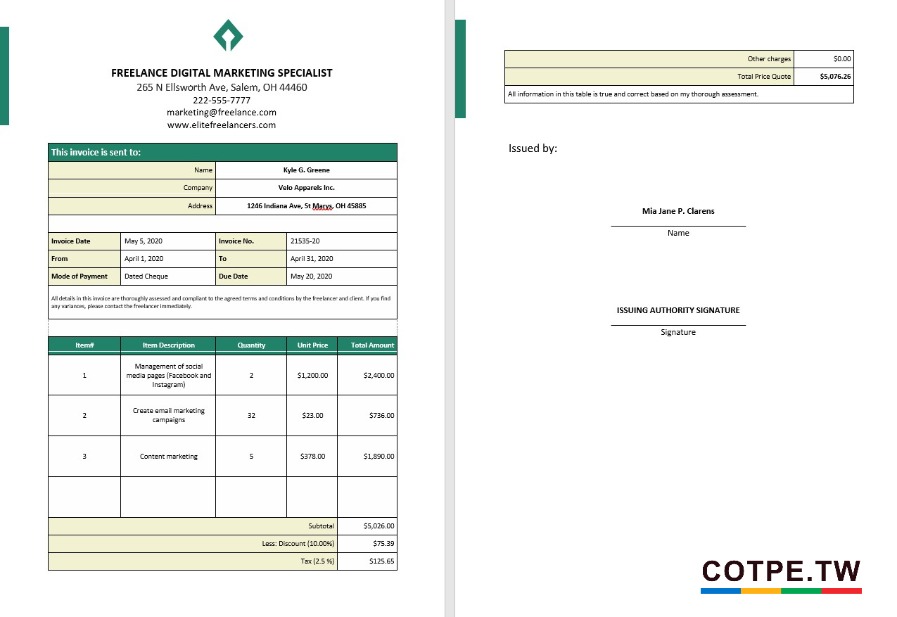 FREELANCE DIGITAL MARKETING SPECIALIST
265 N Ellsworth Ave, Salem, OH 44460
222-555-7777
marketing@freelance.com
www.elitefreelancers.com
This invoice is sent to:
Name Kyle G. Greene
Company Velo Apparels Inc.
Address 1246 Indiana Ave, St Marys, OH 45885
Invoice Date May 5, 2020 Invoice No. 21535-20
From April 1, 2020 To April 31, 2020
Mode of Payment Dated Cheque Due Date May 20, 2020
All details in this invoice are thoroughly assessed and compliant to the agreed terms and conditions by the freelancer and client. If you find
any variances, please contact the freelancer immediately.
Item# Item Description Quantity Unit Price Total Amount
1 Management of social
media pages (Facebook and
Instagram) 2 $1,200.00 $2,400.00
2 Create email marketing
campaigns 32 $23.00 $736.00
3 Content marketing 5 $378.00 $1,890.00
Subtotal $5,026.00
Less: Discount (10.00%) $75.39
Tax (2.5 %) $125.65
Other charges $0.00
Total Price Quote $5,076.26
All information in this table is true and correct based on my thorough assessment.
Issued by:
Mia Jane P. Clarens
Name
ISSUING AUTHORITY SIGNATURE
Signature
COTPE.TW